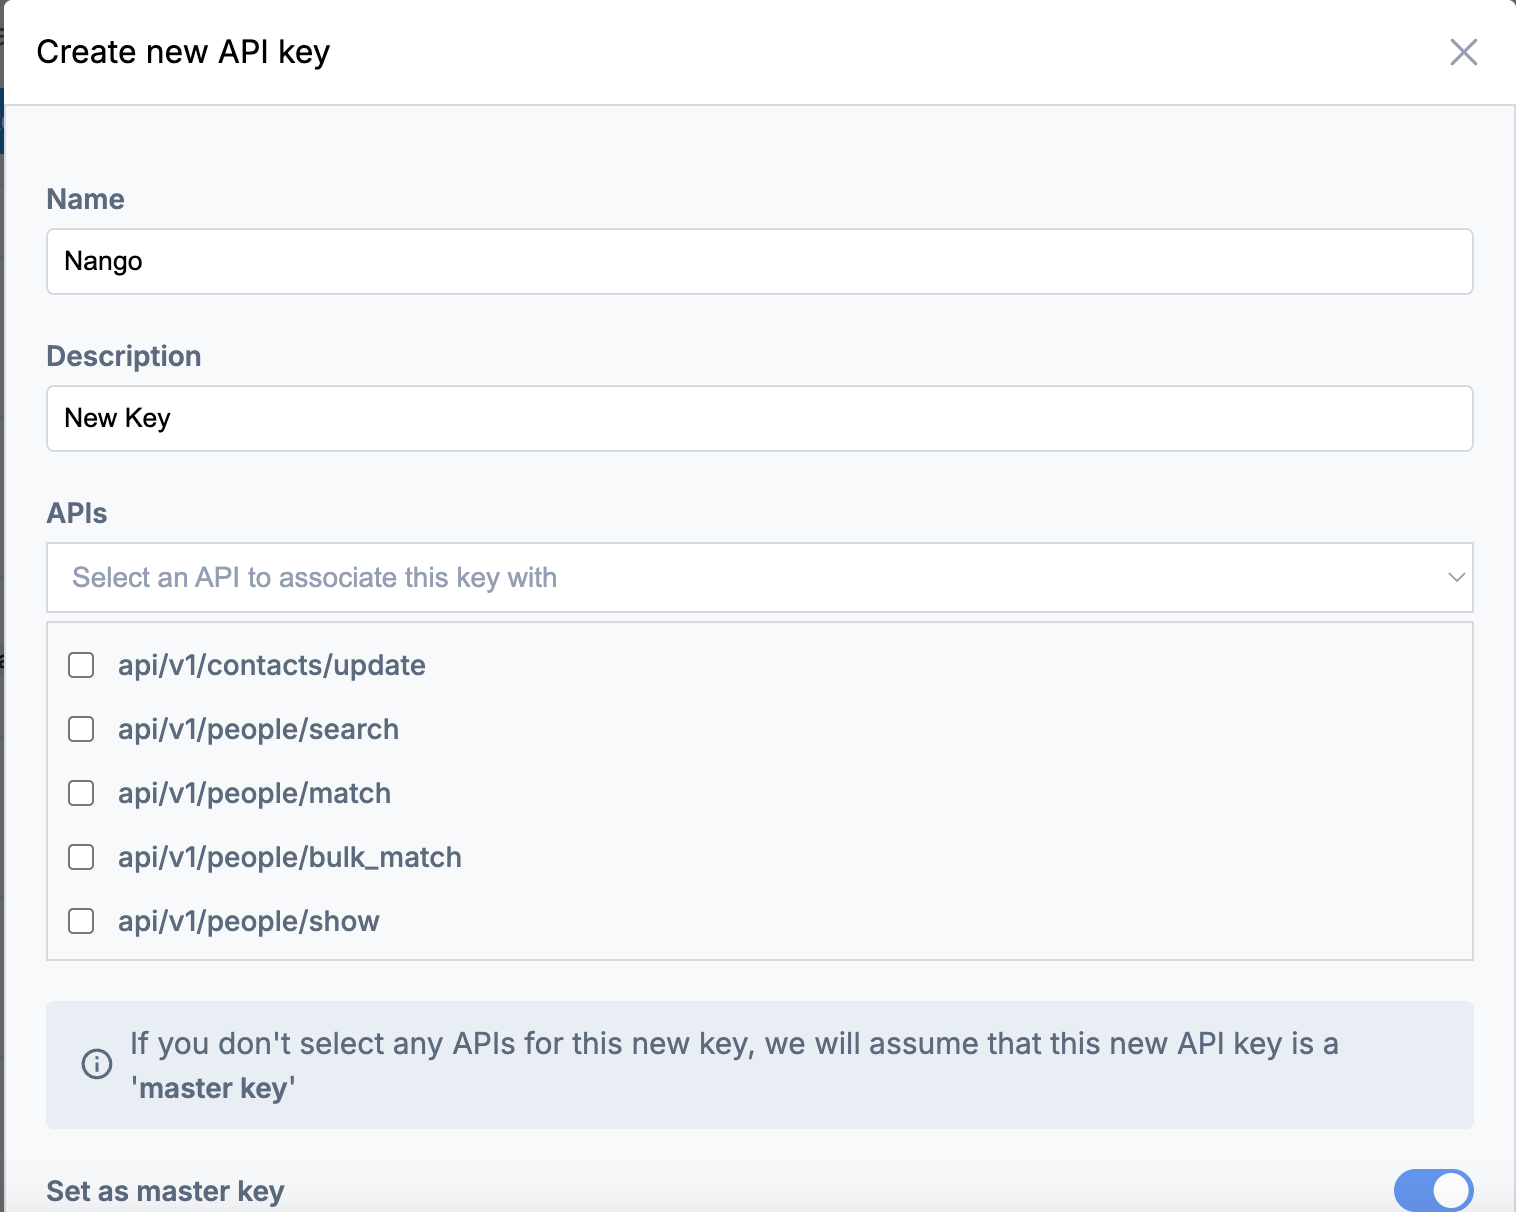 Create new API key
Name
Nango
Description
New Key
APIs
Select an API to associate this key with
api/v1/contacts/update
api/v1/people/search
api/v1/people/match
api/v1/people/bulk_match
api/v1/people/show
If you don't select any APIs for this new key, we will assume that this new API key is a
'master key'
Set as master key